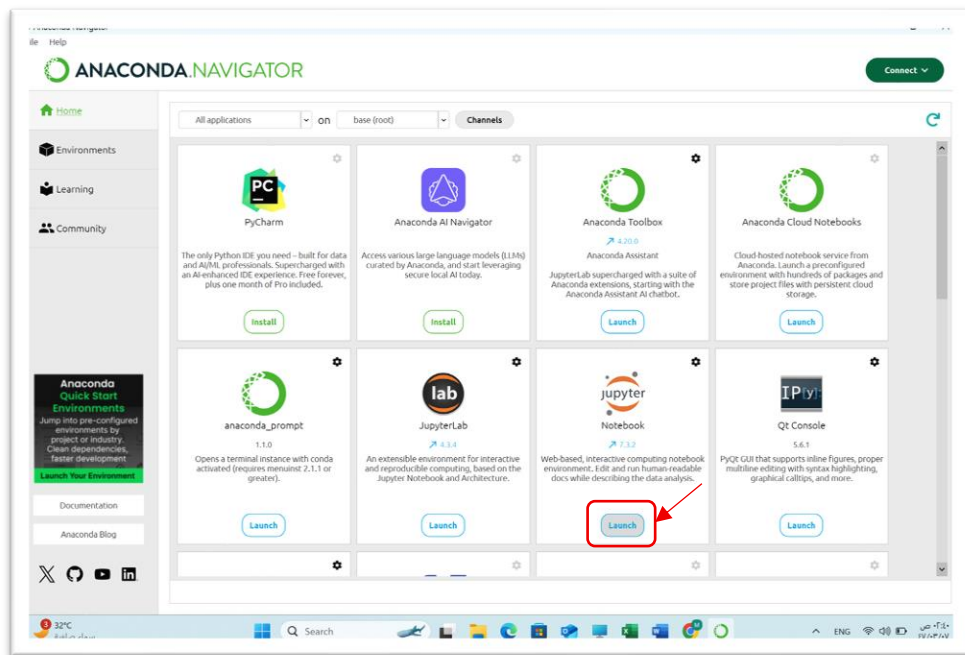 Anaconda Navigator
ile Help
ANACONDA.NAVIGATOR
Connect
Home
Environments
Learning
Community
All applications on base (root) Channels
PC
PyCharm
The only Python IDE you need – built for data
and AI/ML professionals. Supercharged with
an AI-enhanced IDE experience. Free forever,
plus one month of Pro included.
Install
Anaconda AI Navigator
Access various large language models (LLMs)
curated by Anaconda, and start leveraging
secure local AI today.
Install
Anaconda Toolbox
4.20.0
Anaconda Assistant
JupyterLab supercharged with a suite of
Anaconda extensions, starting with the
Anaconda Assistant AI chatbot.
Launch
Anaconda Cloud Notebooks
Cloud-hosted notebook service from
Anaconda. Launch a preconfigured
environment with hundreds of packages and
store project files with persistent cloud
storage.
Launch
anaconda_prompt
1.1.0
Opens a terminal instance with conda
activated (requires menuinst 2.1.1 or
greater).
Launch
lab
JupyterLab
4.3.4
An extensible environment for interactive
and reproducible computing, based on the
Jupyter Notebook and Architecture.
Launch
jupyter
Notebook
7.3.2
Web-based, interactive computing notebook
environment. Edit and run human-readable
docs while describing the data analysis.
Launch
IP[y]:
Qt Console
5.6.1
PyQt GUI that supports inline figures, proper
multiline editing with syntax highlighting,
graphical calltips, and more.
Launch
Anaconda
Quick Start
Environments
Jump into pre-configured
environments by
project or industry.
Clean dependencies,
faster development
Launch Your Environment
Documentation
Anaconda Blog
3 32°C
Search
ENG